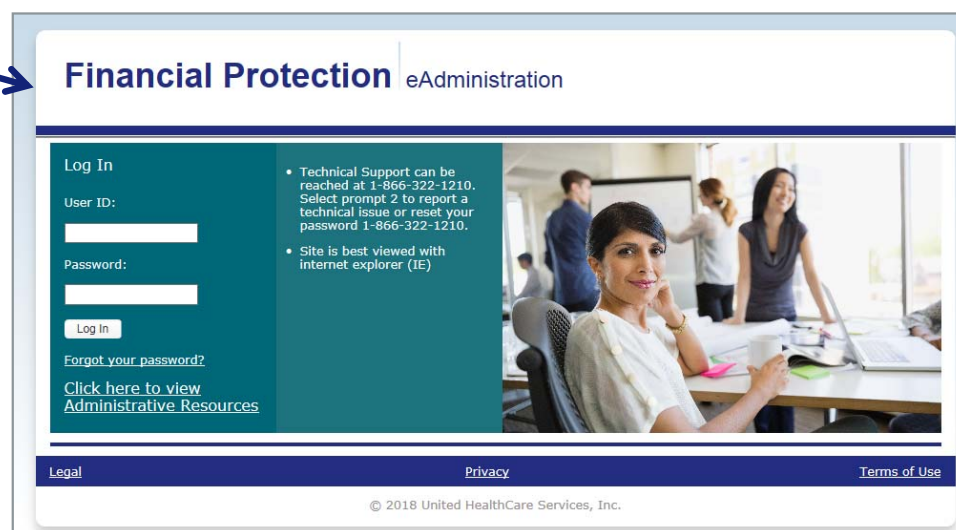 Financial Protection eAdministration
Log In
User ID:
Password:
Log In
Forgot your password?
Click here to view
Administrative Resources
• Technical Support can be
reached at 1-866-322-1210.
Select prompt 2 to report a
technical issue or reset your
password 1-866-322-1210.
• Site is best viewed with
internet explorer (IE)
Legal
Privacy
Terms of Use
© 2018 United HealthCare Services, Inc.